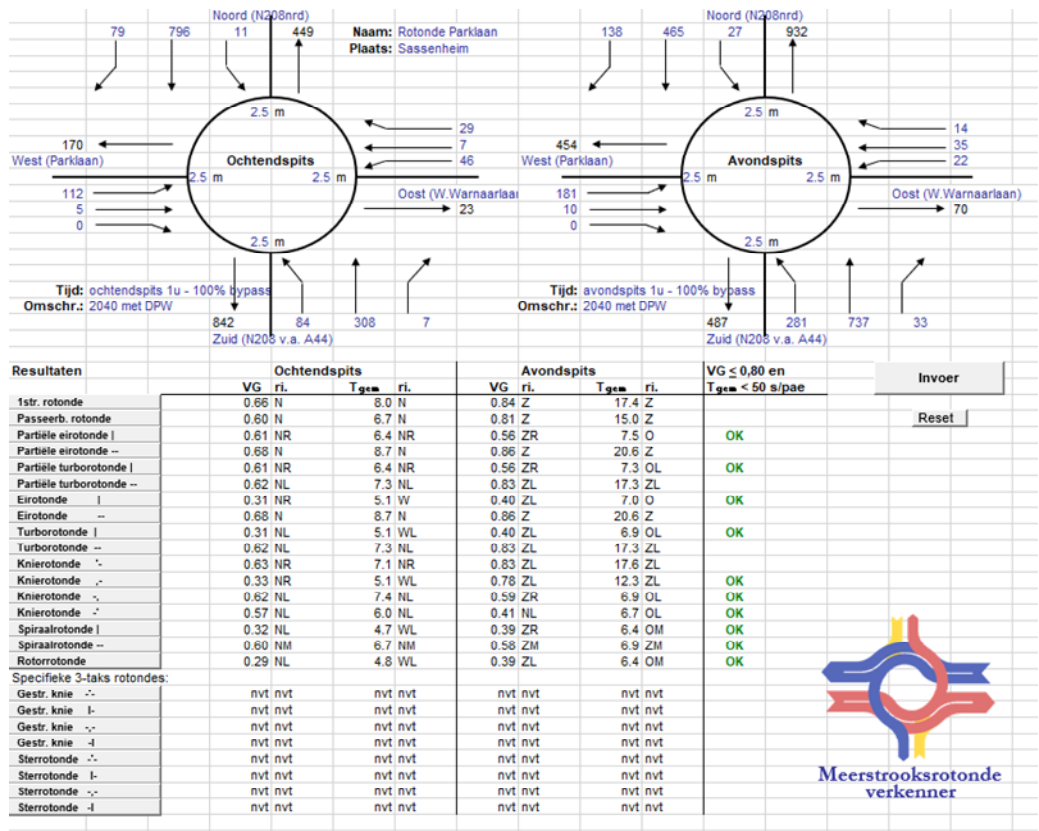 Noord (N208nrd) Noord (N208nrd)
79 796 11 449 Naam: Rotonde Parklaan 138 465 27 932
Plaats: Sassenheim
2.5 m 2.5 m
29 14
170 7 454 35
West (Parklaan) Ochtendspits 46 West (Parklaan) Avondspits 22
2.5 m 2.5 m 2.5 m 2.5 m
112 Oost (W.Warnaarlaan 181 Oost (W.Warnaarlaan)
5 23 10 70
0 0
2.5 m 2.5 m
Tijd: ochtendspits 1u - 100% bypass Tijd: avondspits 1u - 100% bypass
Omschr.: 2040 met DPW Omschr.: 2040 met DPW
842 84 308 7 487 281 737 33
Zuid (N208 v.a. A44) Zuid (N208 v.a. A44)
Resultaten Ochtendspits Avondspits VG ≤ 0,80 en Invoer
VG ri. Tgem ri. VG ri. Tgem ri. Tgem < 50 s/pae
1str. rotonde 0.66 N 8.0 N 0.84 Z 17.4 Z
Passeerb. rotonde 0.60 N 6.7 N 0.81 Z 15.0 Z Reset
Partiële eirotonde | 0.61 NR 6.4 NR 0.56 ZR 7.5 O OK
Partiële eirotonde -- 0.68 N 8.7 N 0.86 Z 20.6 Z
Partiële turborotonde | 0.61 NR 6.4 NR 0.56 ZR 7.3 OL OK
Partiële turborotonde -- 0.62 NL 7.3 NL 0.83 ZL 17.3 ZL
Eirotonde | 0.31 NR 5.1 W 0.40 ZL 7.0 O OK
Eirotonde -- 0.68 N 8.7 N 0.86 Z 20.6 Z
Turborotonde | 0.31 NL 5.1 WL 0.40 ZL 6.9 OL OK
Turborotonde -- 0.62 NL 7.3 NL 0.83 ZL 17.3 ZL
Knierotonde '- 0.63 NR 7.1 NR 0.83 ZL 17.6 ZL
Knierotonde ,- 0.33 NR 5.1 WL 0.78 ZL 12.3 ZL OK
Knierotonde -, 0.62 NL 7.4 NL 0.59 ZR 6.9 OL OK
Knierotonde -' 0.57 NL 6.0 NL 0.41 NL 6.7 OL OK
Spiraalrotonde | 0.32 NL 4.7 WL 0.39 ZR 6.4 OM OK
Spiraalrotonde -- 0.60 NM 6.7 NM 0.58 ZM 6.9 ZM OK
Rotorrotonde 0.29 NL 4.8 WL 0.39 ZL 6.4 OM OK
Specifieke 3-taks rotondes:
Gestr. knie -'- nvt nvt nvt nvt nvt nvt nvt nvt
Gestr. knie |- nvt nvt nvt nvt nvt nvt nvt nvt
Gestr. knie -,- nvt nvt nvt nvt nvt nvt nvt nvt
Gestr. knie -| nvt nvt nvt nvt nvt nvt nvt nvt
Sterrotonde -'- nvt nvt nvt nvt nvt nvt nvt nvt
Sterrotonde |- nvt nvt nvt nvt nvt nvt nvt nvt
Sterrotonde -,- nvt nvt nvt nvt nvt nvt nvt nvt
Sterrotonde -| nvt nvt nvt nvt nvt nvt nvt nvt
Meerstrooksrotonde
verkenner